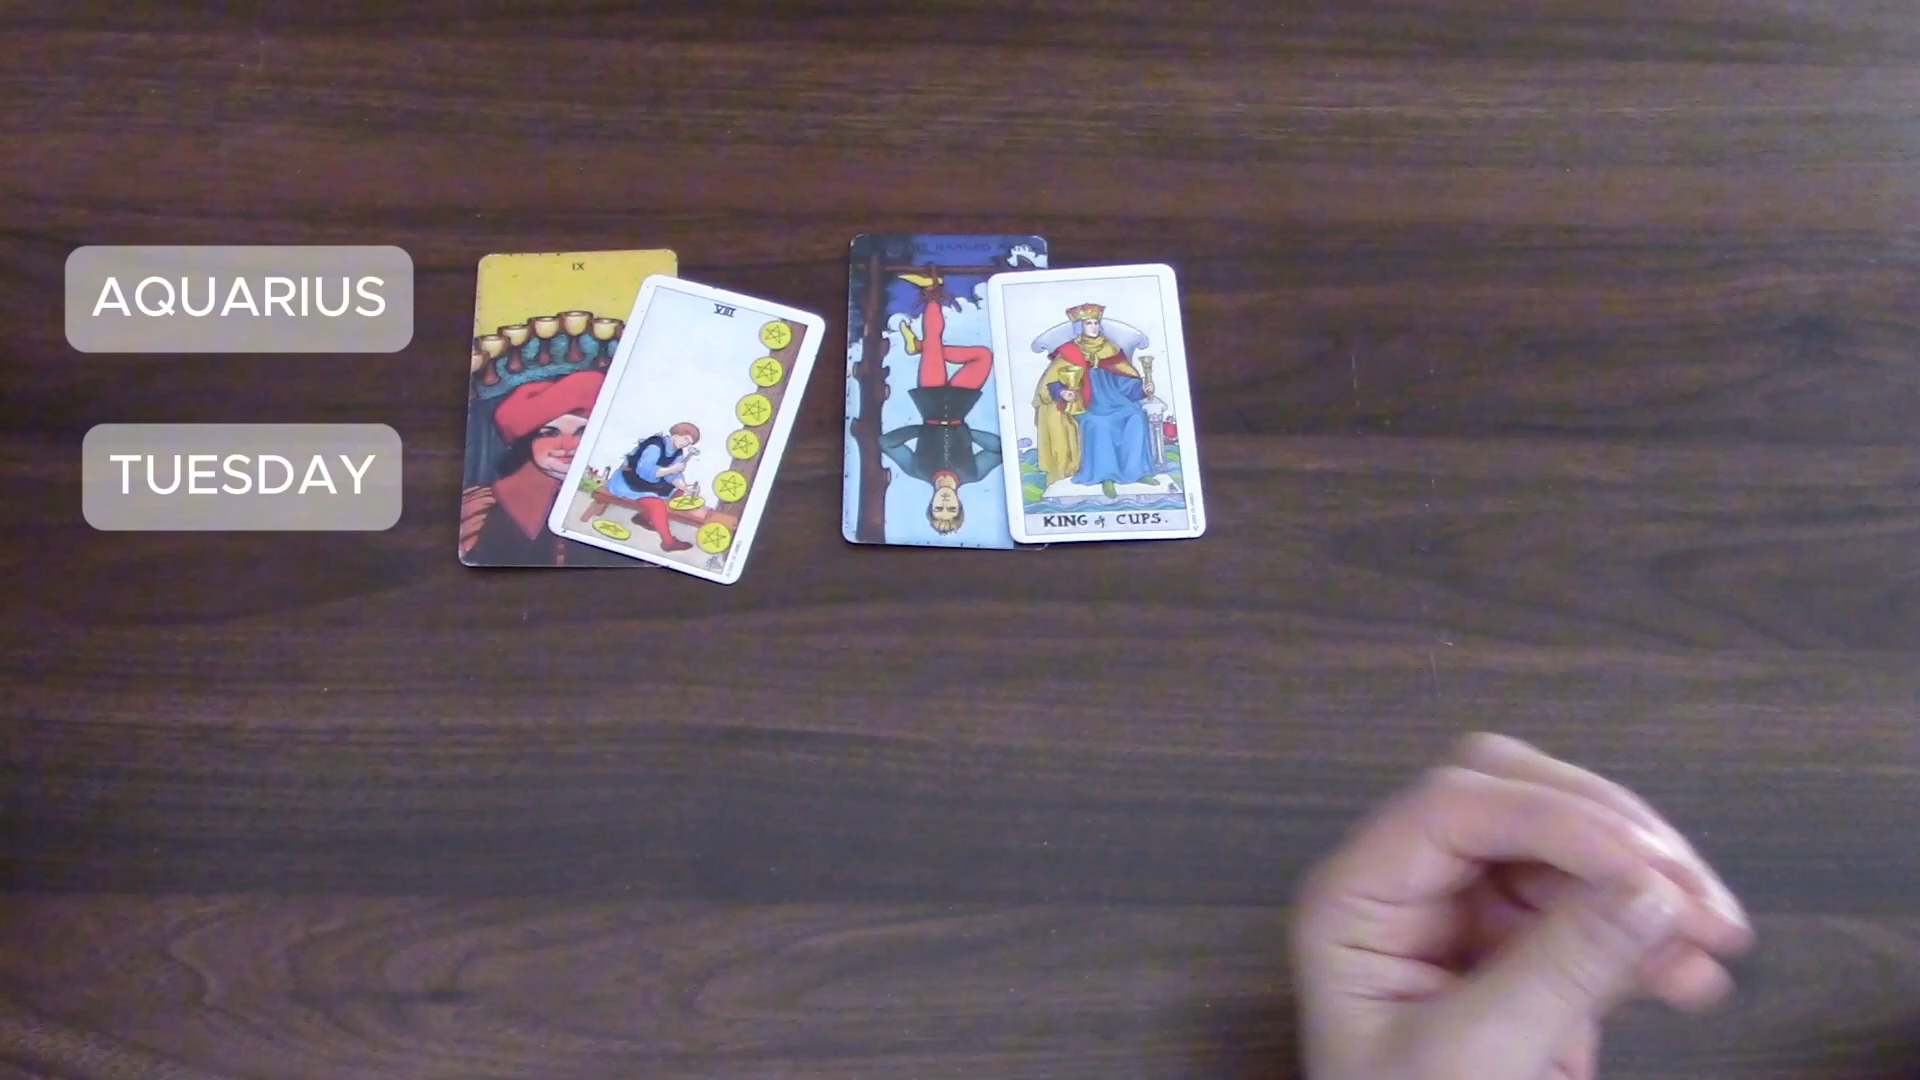 AQUARIUS
TUESDAY
IX
VIII
KING of CUPS.